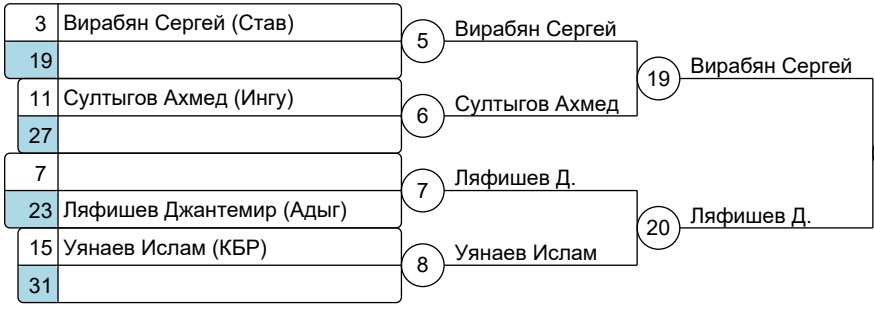 3 Вирабян Сергей (Став)
19
5 Вирабян Сергей
11 Султыгов Ахмед (Ингу)
27
6 Султыгов Ахмед
19 Вирабян Сергей
7
23 Ляфишев Джантемир (Адыг)
7 Ляфишев Д.
15 Уянаев Ислам (КБР)
31
8 Уянаев Ислам
20 Ляфишев Д.